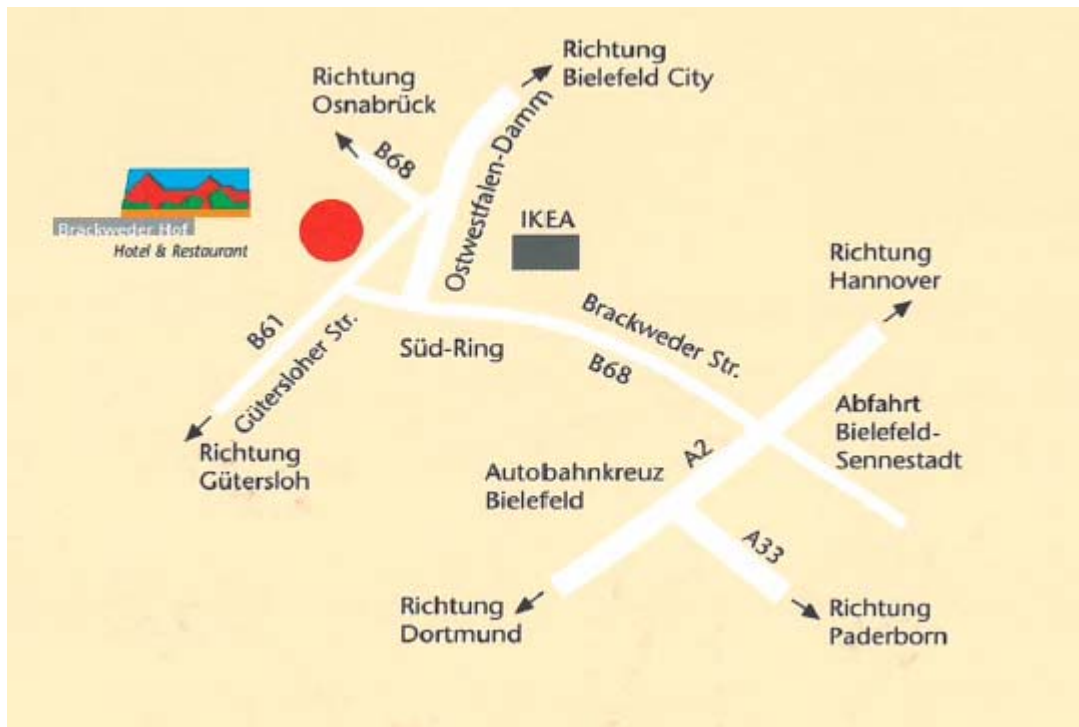 Richtung
Bielefeld City
Richtung
Osnabrück
B68
Ostwestfalen-Damm
Brackweder Hof
Hotel & Restaurant
IKEA
Richtung
Hannover
B61
Gütersloher Str.
Süd-Ring
Brackweder Str.
B68
Richtung
Gütersloh
Abfahrt
Bielefeld-
Sennestadt
A2
Autobahnkreuz
Bielefeld
A33
Richtung
Dortmund
Richtung
Paderborn